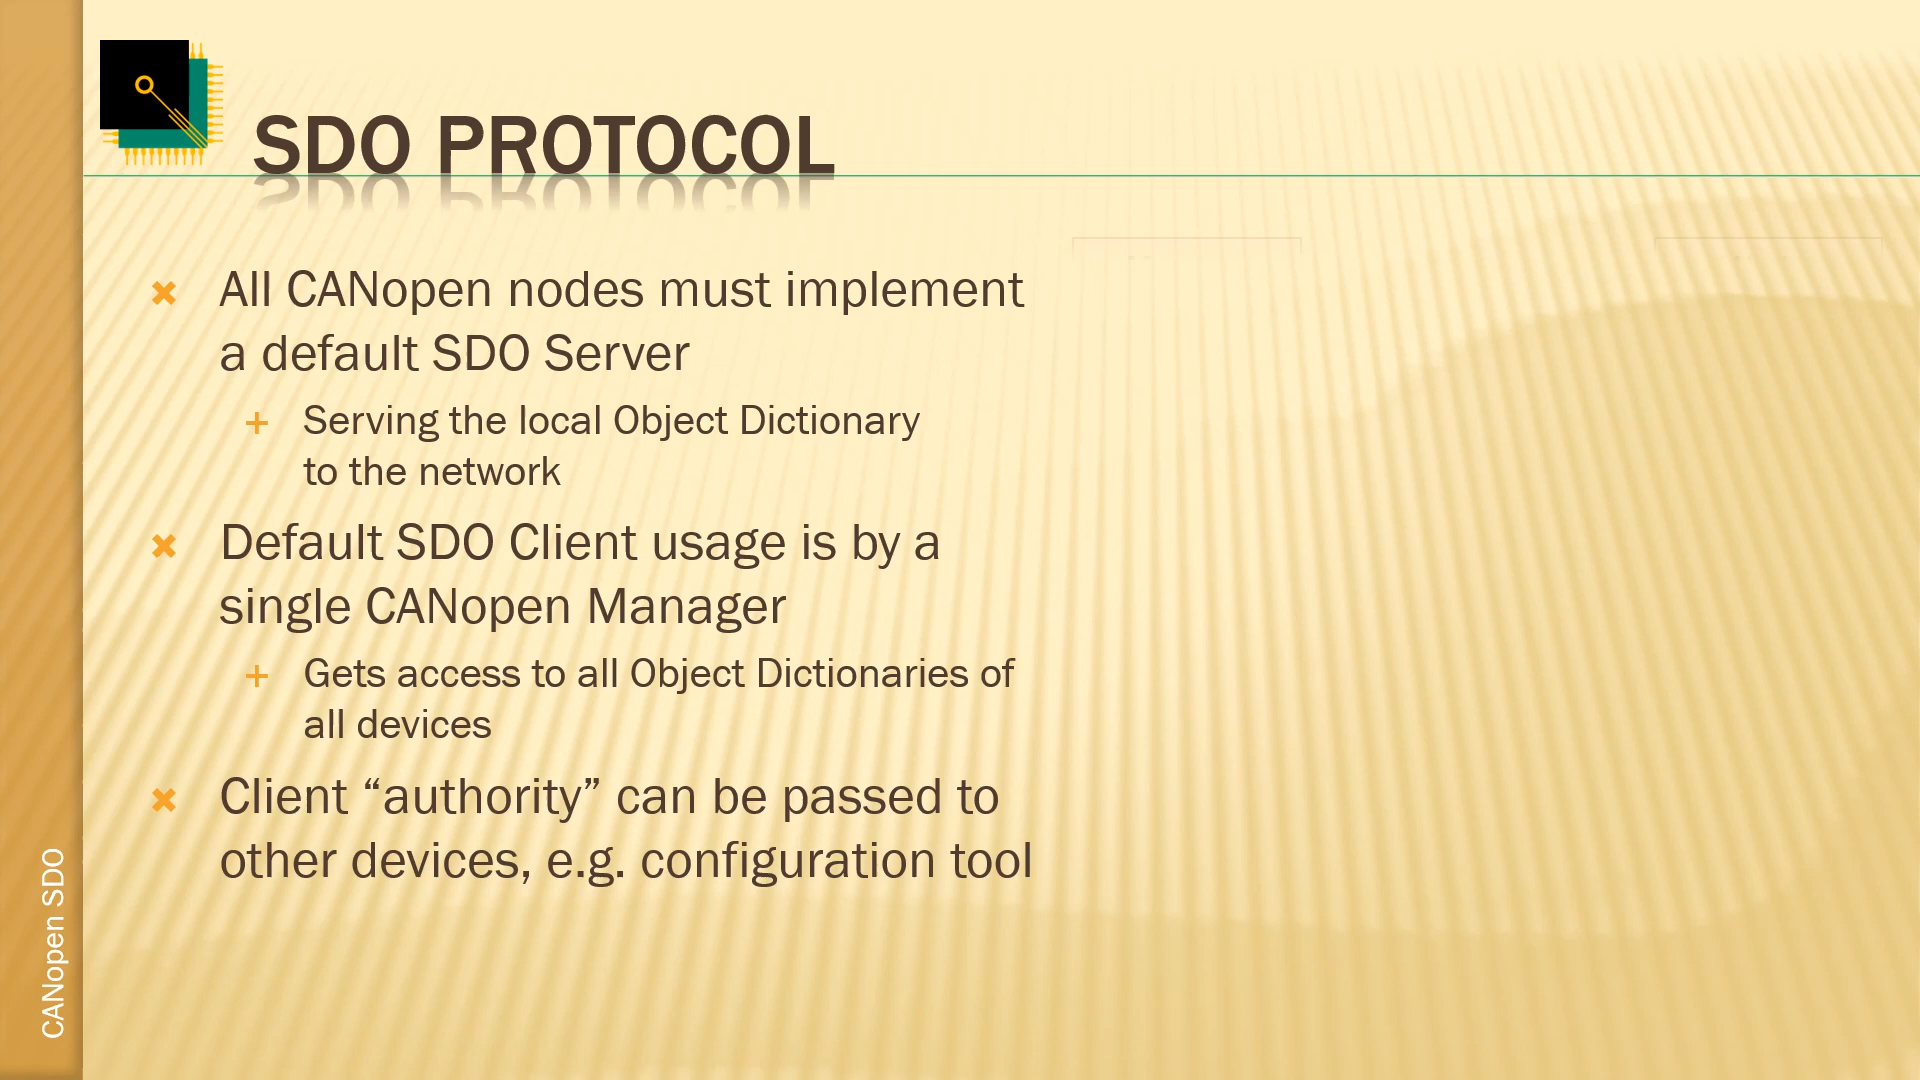 SDO PROTOCOL
All CANopen nodes must implement
a default SDO Server
Serving the local Object Dictionary
to the network
Default SDO Client usage is by a
single CANopen Manager
Gets access to all Object Dictionaries of
all devices
Client “authority” can be passed to
other devices, e.g. configuration tool
CANopen SDO